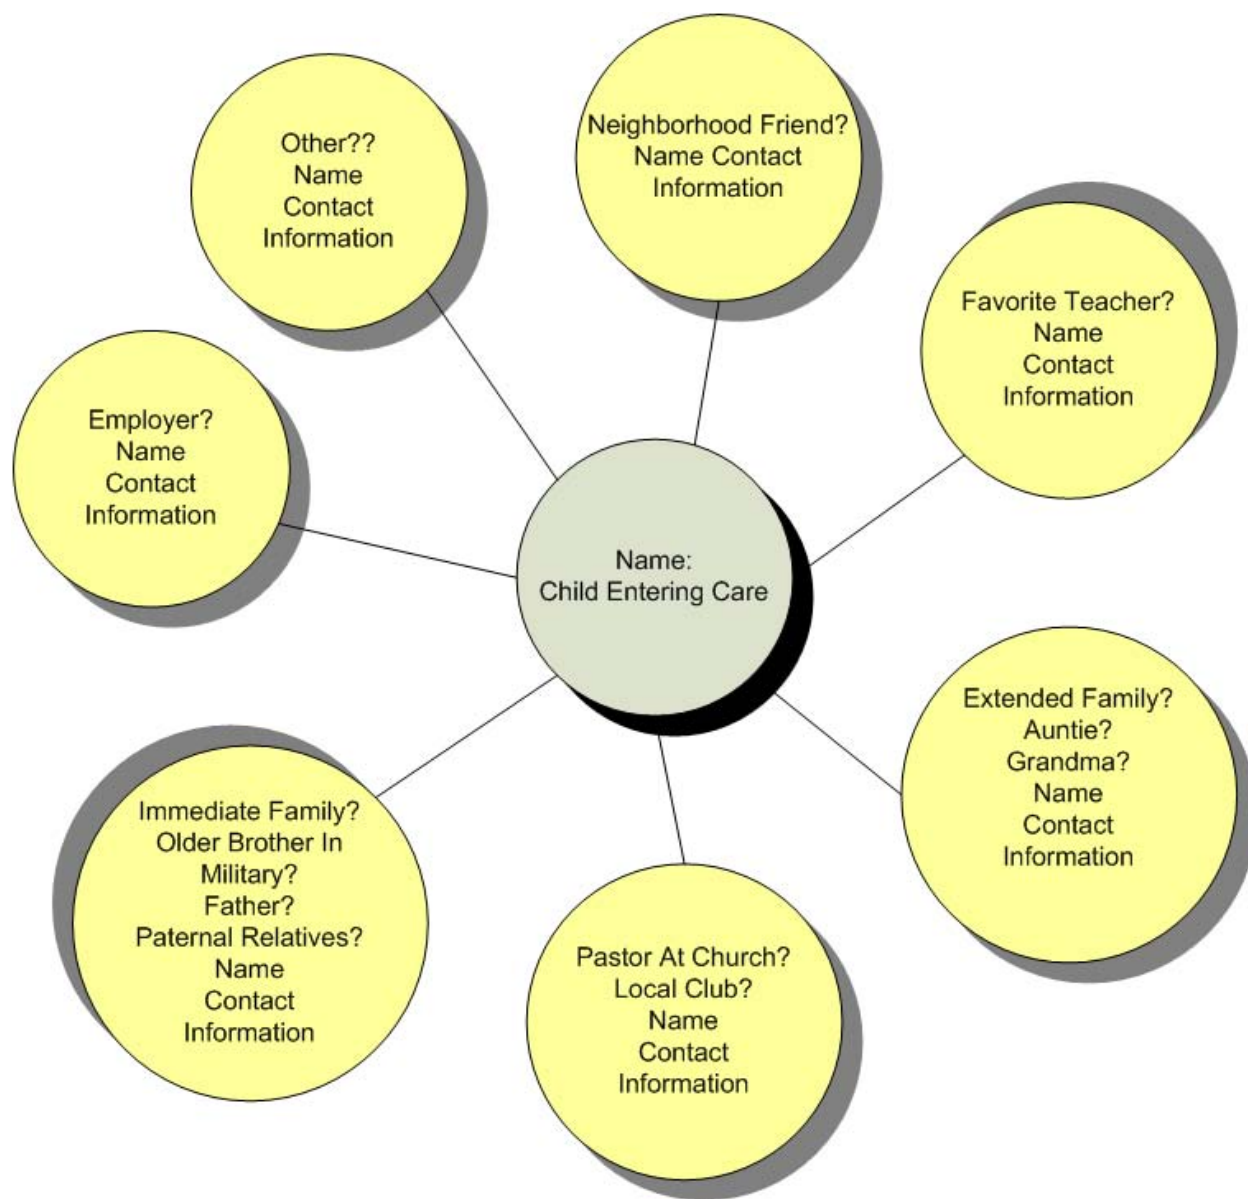 Other??
Name
Contact
Information
Neighborhood Friend?
Name Contact
Information
Favorite Teacher?
Name
Contact
Information
Employer?
Name
Contact
Information
Name:
Child Entering Care
Extended Family?
Auntie?
Grandma?
Name
Contact
Information
Immediate Family?
Older Brother In
Military?
Father?
Paternal Relatives?
Name
Contact
Information
Pastor At Church?
Local Club?
Name
Contact
Information